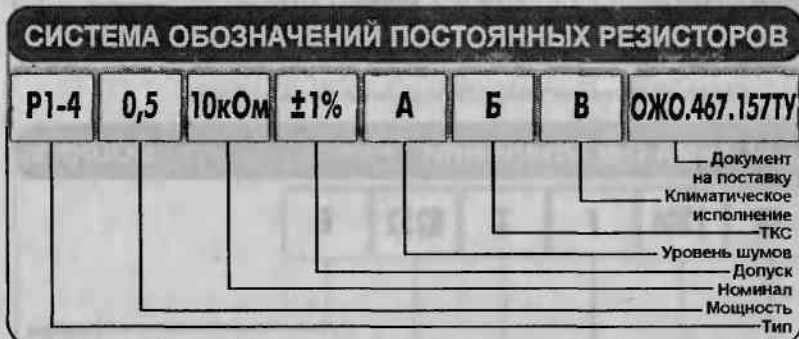 СИСТЕМА ОБОЗНАЧЕНИЙ ПОСТОЯННЫХ РЕЗИСТОРОВ
Р1-4 0,5 10кОм ±1% А Б В ОЖО.467.157ТУ
Документ
на поставку
Климатическое
исполнение
ТКС
Уровень шумов
Допуск
Номинал
Мощность
Тип